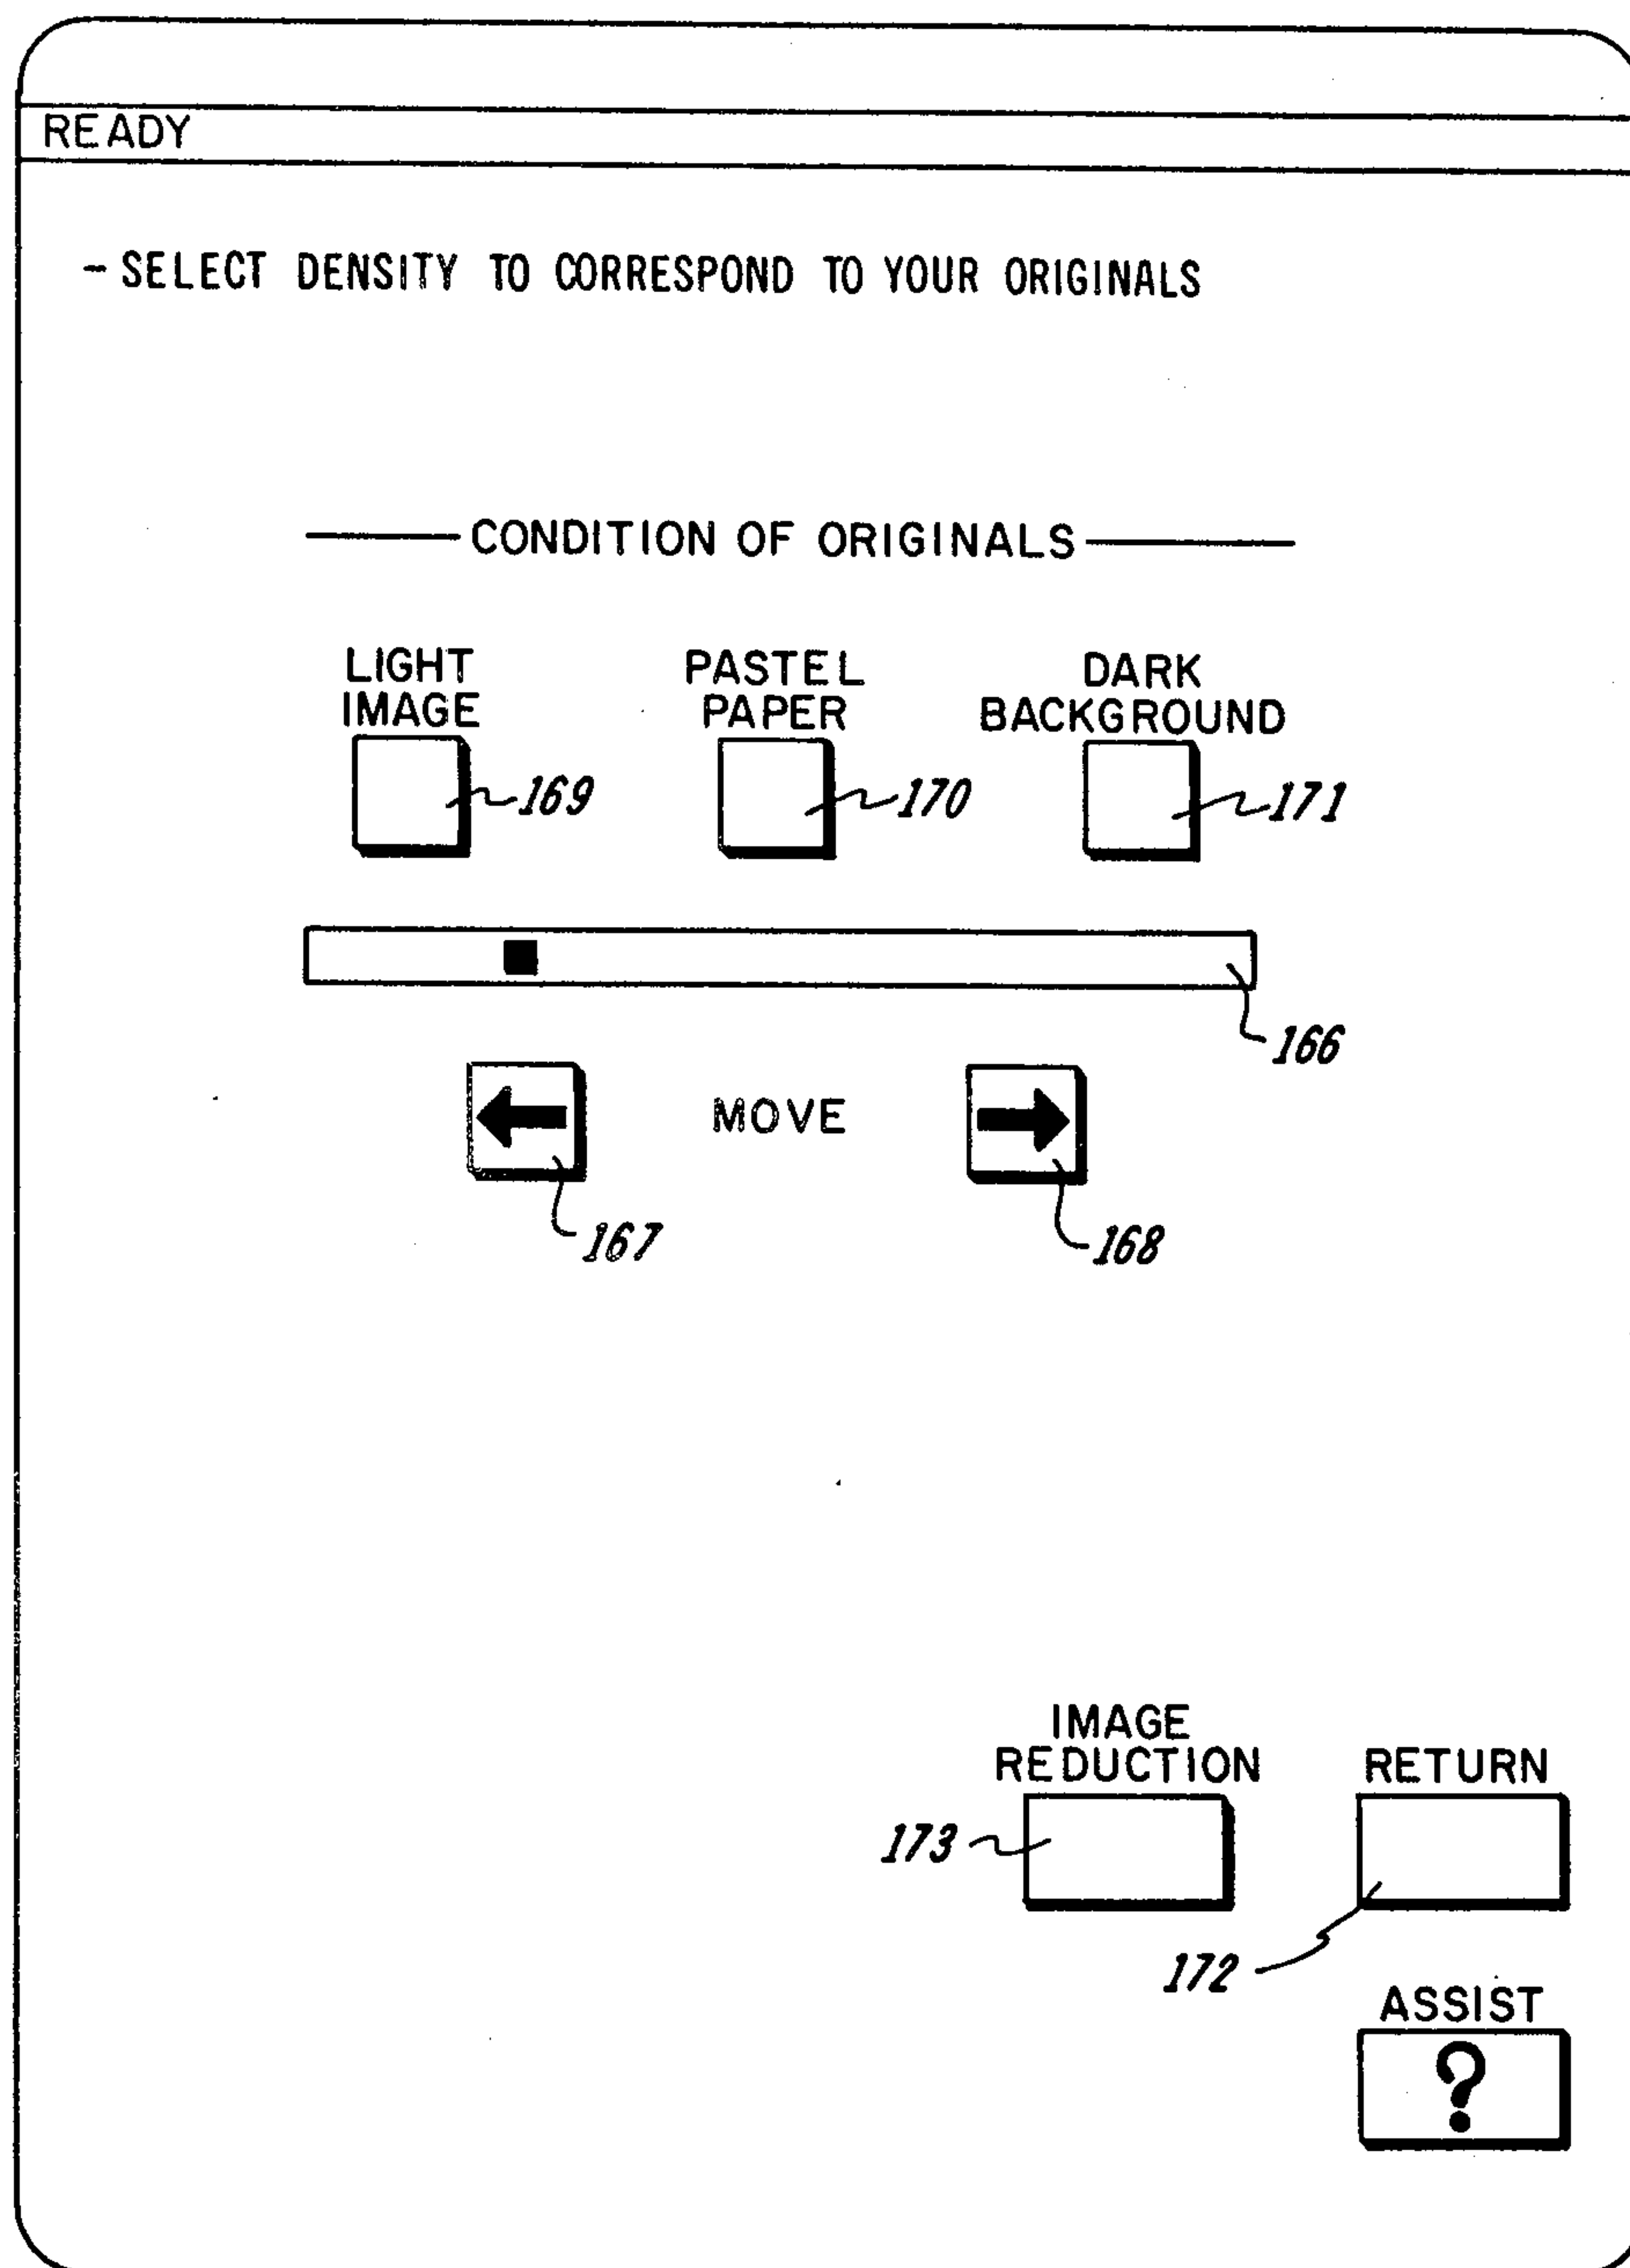 READY
- SELECT DENSITY TO CORRESPOND TO YOUR ORIGINALS
CONDITION OF ORIGINALS
LIGHT IMAGE
PASTEL PAPER
DARK BACKGROUND
169
170
171
166
MOVE
167
168
IMAGE REDUCTION
RETURN
173
172
ASSIST
?